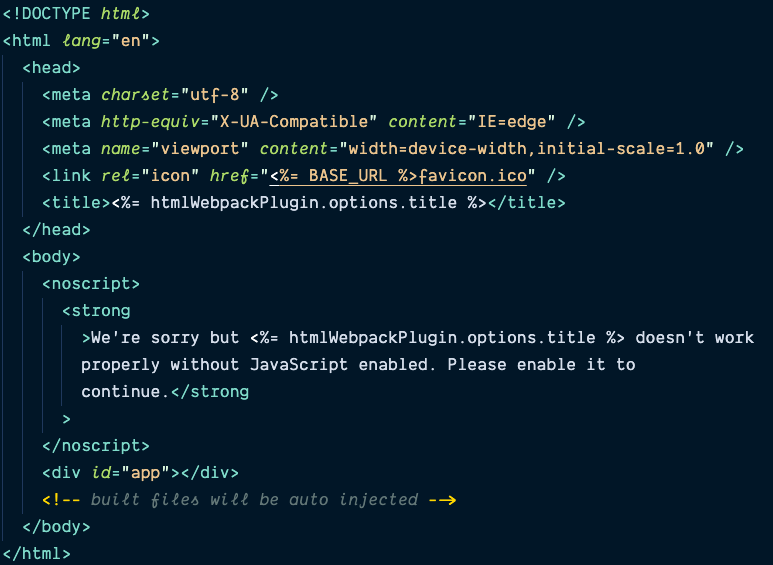 <!DOCTYPE html>
<html lang="en">
  <head>
    <meta charset="utf-8" />
    <meta http-equiv="X-UA-Compatible" content="IE=edge" />
    <meta name="viewport" content="width=device-width,initial-scale=1.0" />
    <link rel="icon" href="<%= BASE_URL %>favicon.ico" />
    <title><%= htmlWebpackPlugin.options.title %></title>
  </head>
  <body>
    <noscript>
      <strong
        >We're sorry but <%= htmlWebpackPlugin.options.title %> doesn't work
        properly without JavaScript enabled. Please enable it to
        continue.</strong
      >
    </noscript>
    <div id="app"></div>
    <!-- built files will be auto injected -->
  </body>
</html>